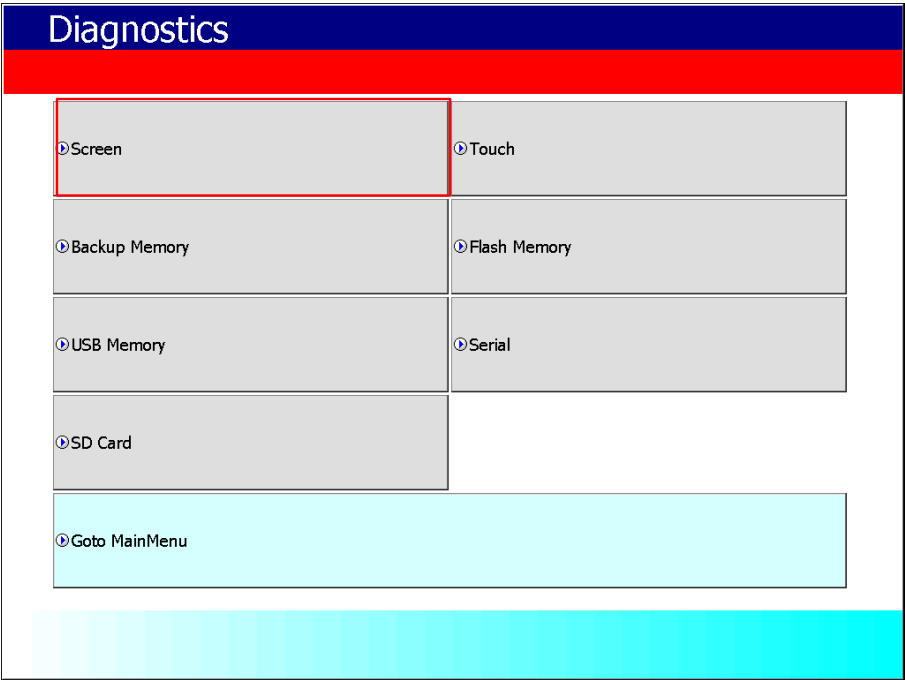 Diagnostics
Screen
Touch
Backup Memory
Flash Memory
USB Memory
Serial
SD Card
Goto MainMenu